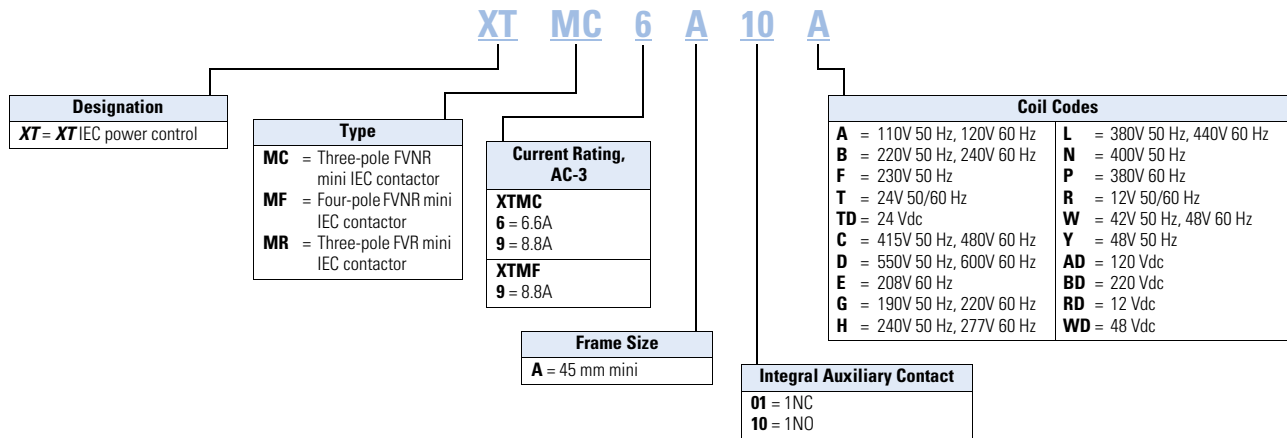 XT MC 6 A 10 A
Designation
XT = XT IEC power control
Type
MC = Three-pole FVNR
mini IEC contactor
MF = Four-pole FVNR mini
IEC contactor
MR = Three-pole FVR mini
IEC contactor
Current Rating,
AC-3
XTMC
6 = 6.6A
9 = 8.8A
XTMF
9 = 8.8A
Frame Size
A = 45 mm mini
Integral Auxiliary Contact
01 = 1NC
10 = 1NO
Coil Codes
A = 110V 50 Hz, 120V 60 Hz
B = 220V 50 Hz, 240V 60 Hz
F = 230V 50 Hz
T = 24V 50/60 Hz
TD = 24 Vdc
C = 415V 50 Hz, 480V 60 Hz
D = 550V 50 Hz, 600V 60 Hz
E = 208V 60 Hz
G = 190V 50 Hz, 220V 60 Hz
H = 240V 50 Hz, 277V 60 Hz
L = 380V 50 Hz, 440V 60 Hz
N = 400V 50 Hz
P = 380V 60 Hz
R = 12V 50/60 Hz
W = 42V 50 Hz, 48V 60 Hz
Y = 48V 50 Hz
AD = 120 Vdc
BD = 220 Vdc
RD = 12 Vdc
WD = 48 Vdc